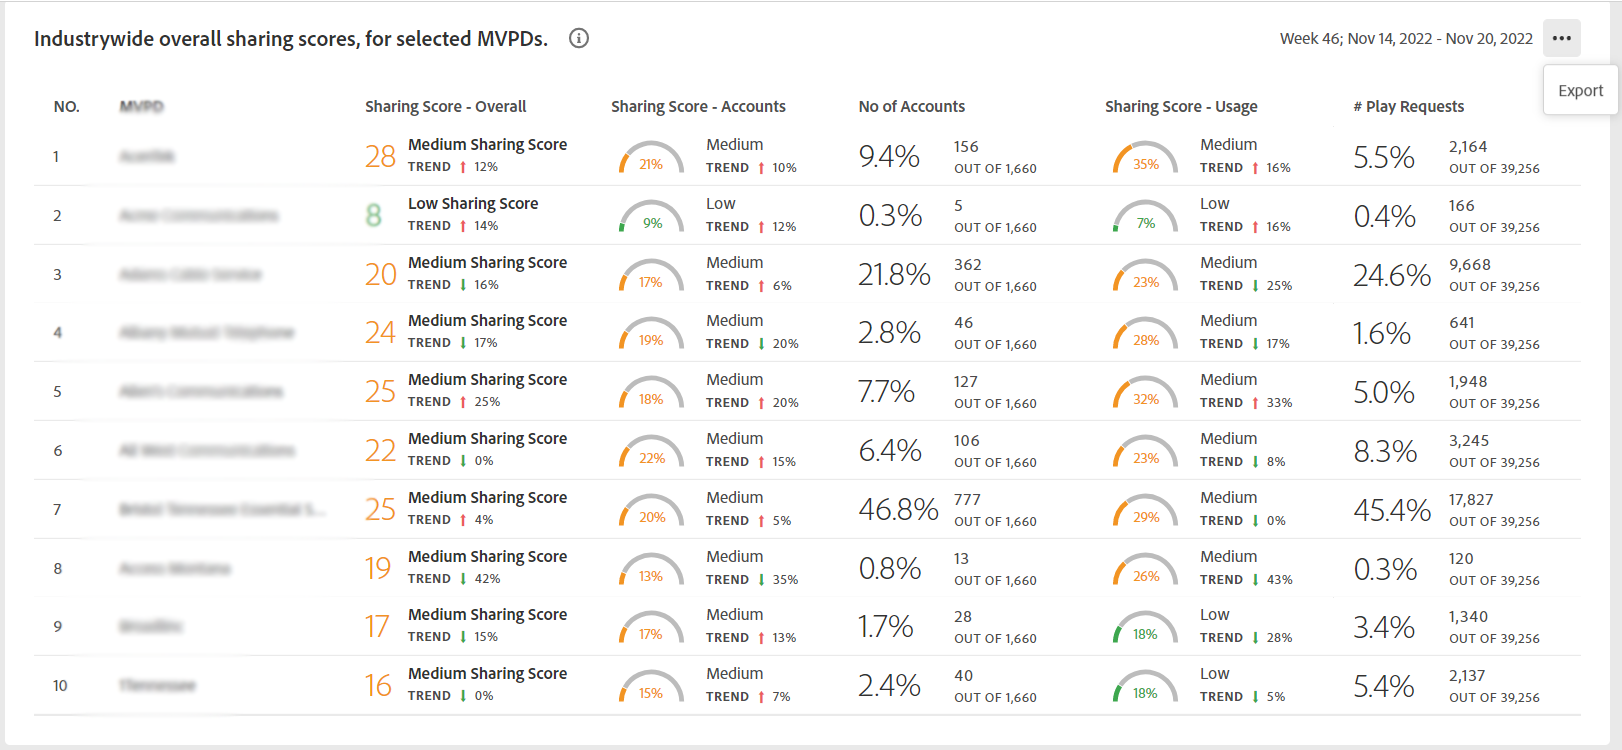 Industrywide overall sharing scores, for selected MVPDs.
Week 46; Nov 14, 2022 - Nov 20, 2022
Export
NO. MVPD Sharing Score - Overall Sharing Score - Accounts No of Accounts Sharing Score - Usage # Play Requests
1 28 Medium Sharing Score TREND 12% 21% Medium TREND 10% 9.4% 156 OUT OF 1,660 35% Medium TREND 16% 5.5% 2,164 OUT OF 39,256
2 8 Low Sharing Score TREND 14% 9% Low TREND 12% 0.3% 5 OUT OF 1,660 7% Low TREND 16% 0.4% 166 OUT OF 39,256
3 20 Medium Sharing Score TREND 16% 17% Medium TREND 6% 21.8% 362 OUT OF 1,660 23% Medium TREND 25% 24.6% 9,668 OUT OF 39,256
4 24 Medium Sharing Score TREND 17% 19% Medium TREND 20% 2.8% 46 OUT OF 1,660 28% Medium TREND 17% 1.6% 641 OUT OF 39,256
5 25 Medium Sharing Score TREND 25% 18% Medium TREND 20% 7.7% 127 OUT OF 1,660 32% Medium TREND 33% 5.0% 1,948 OUT OF 39,256
6 22 Medium Sharing Score TREND 0% 22% Medium TREND 15% 6.4% 106 OUT OF 1,660 23% Medium TREND 8% 8.3% 3,245 OUT OF 39,256
7 25 Medium Sharing Score TREND 4% 20% Medium TREND 5% 46.8% 777 OUT OF 1,660 29% Medium TREND 0% 45.4% 17,827 OUT OF 39,256
8 19 Medium Sharing Score TREND 42% 13% Medium TREND 35% 0.8% 13 OUT OF 1,660 26% Medium TREND 43% 0.3% 120 OUT OF 39,256
9 17 Medium Sharing Score TREND 15% 17% Medium TREND 13% 1.7% 28 OUT OF 1,660 18% Low TREND 28% 3.4% 1,340 OUT OF 39,256
10 16 Medium Sharing Score TREND 0% 15% Medium TREND 7% 2.4% 40 OUT OF 1,660 18% Low TREND 5% 5.4% 2,137 OUT OF 39,256